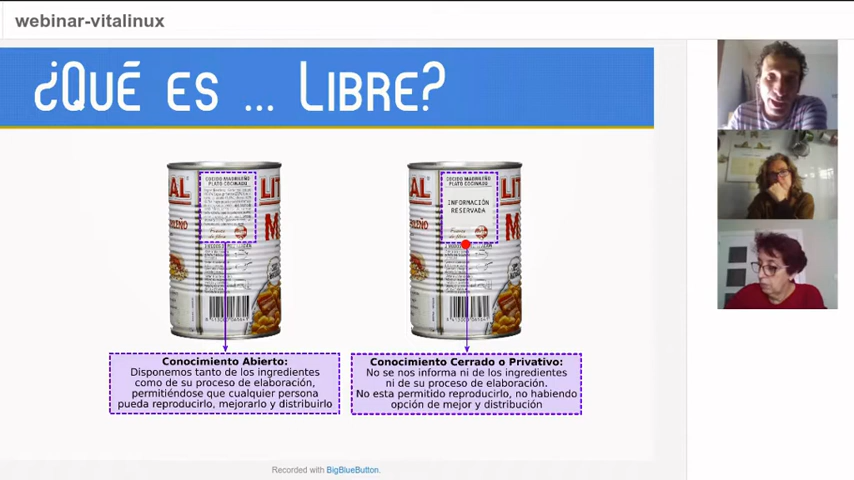 webinar-vitalinux
¿QUÉ ES ... LIBRE?
COCIDO MADRILEÑO
PLATO COCINADO
COCIDO MADRILEÑO
PLATO COCINADO
INFORMACIÓN
RESERVADA
Conocimiento Abierto:
Disponemos tanto de los ingredientes
como de su proceso de elaboración,
permitiéndose que cualquier persona
pueda reproducirlo, mejorarlo y distribuirlo
Conocimiento Cerrado o Privativo:
No se nos informa ni de los ingredientes
ni de su proceso de elaboración.
No esta permitido reproducirlo, no habiendo
opción de mejor y distribución
Recorded with BigBlueButton.